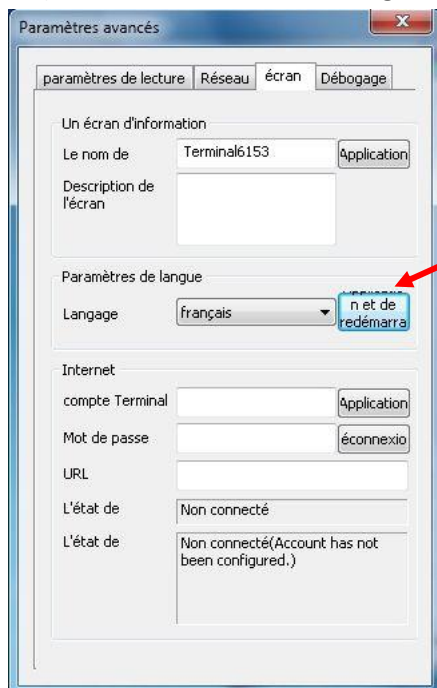 Paramètres avancés
paramètres de lecture Réseau écran Débogage
Un écran d'information
Le nom de Terminal6153 Application
Description de
l'écran
Paramètres de langue
Langage français n et de
redémarra
Internet
compte Terminal Application
Mot de passe éconnexio
URL
L'état de Non connecté
L'état de Non connecté(Account has not
been configured.)